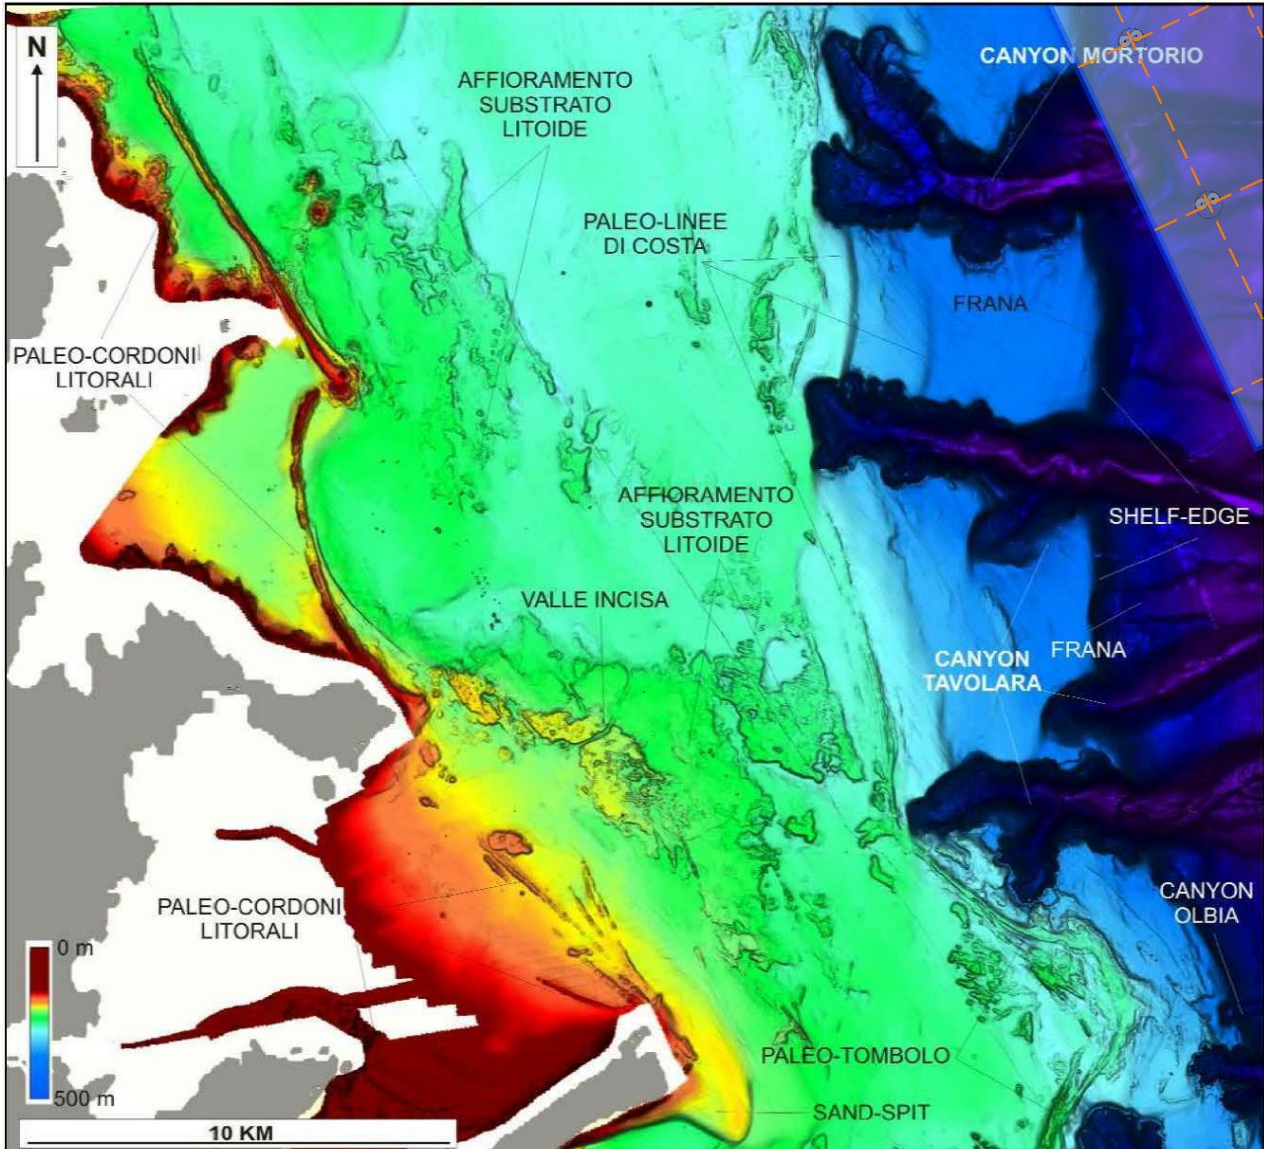 N
CANYON MORTORIO
AFFIORAMENTO
SUBSTRATO
LITOIDE
PALEO-LINEE
DI COSTA
FRANA
PALEO-CORDONI
LITORALI
AFFIORAMENTO
SUBSTRATO
LITOIDE
SHELF-EDGE
VALLE INCISA
FRANA
CANYON
TAVOLARA
CANYON
OLBIA
PALEO-CORDONI
LITORALI
0 m
500 m
PALEO-TOMBOLO
SAND-SPIT
10 KM